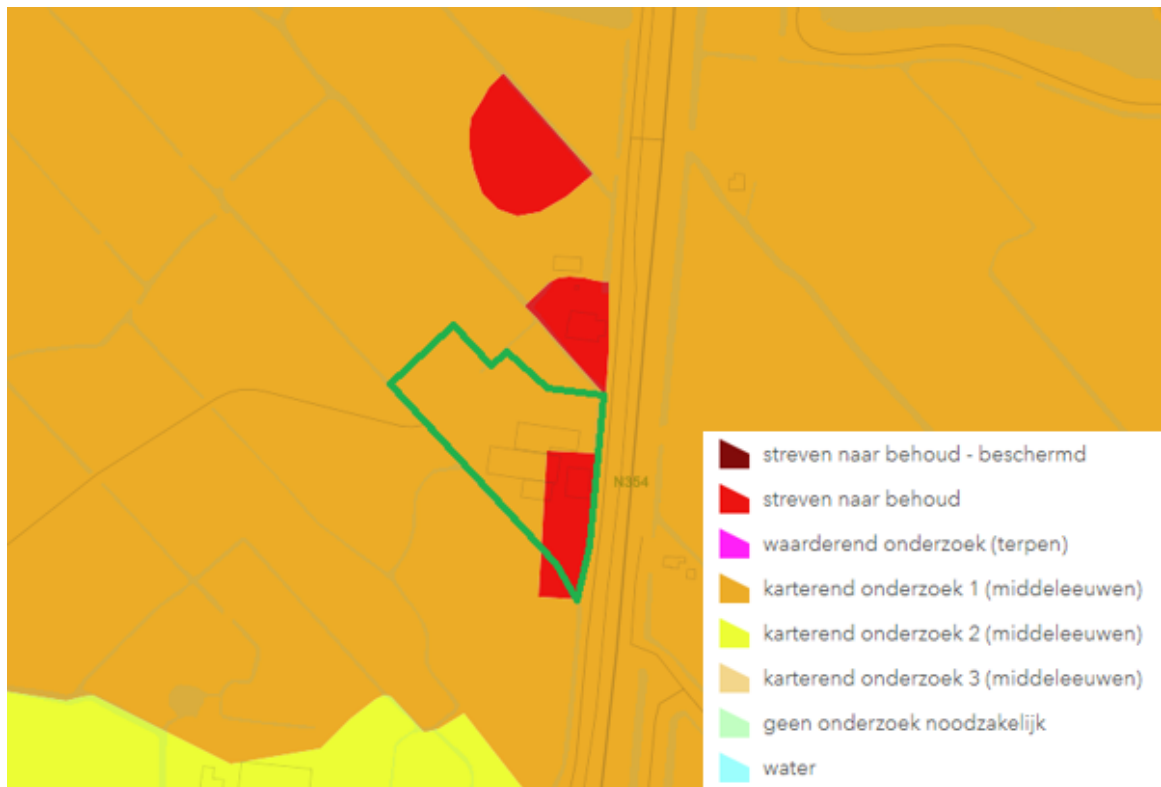 N354
streven naar behoud - beschermd
streven naar behoud
waarderend onderzoek (terpen)
karterend onderzoek 1 (middeleeuwen)
karterend onderzoek 2 (middeleeuwen)
karterend onderzoek 3 (middeleeuwen)
geen onderzoek noodzakelijk
water